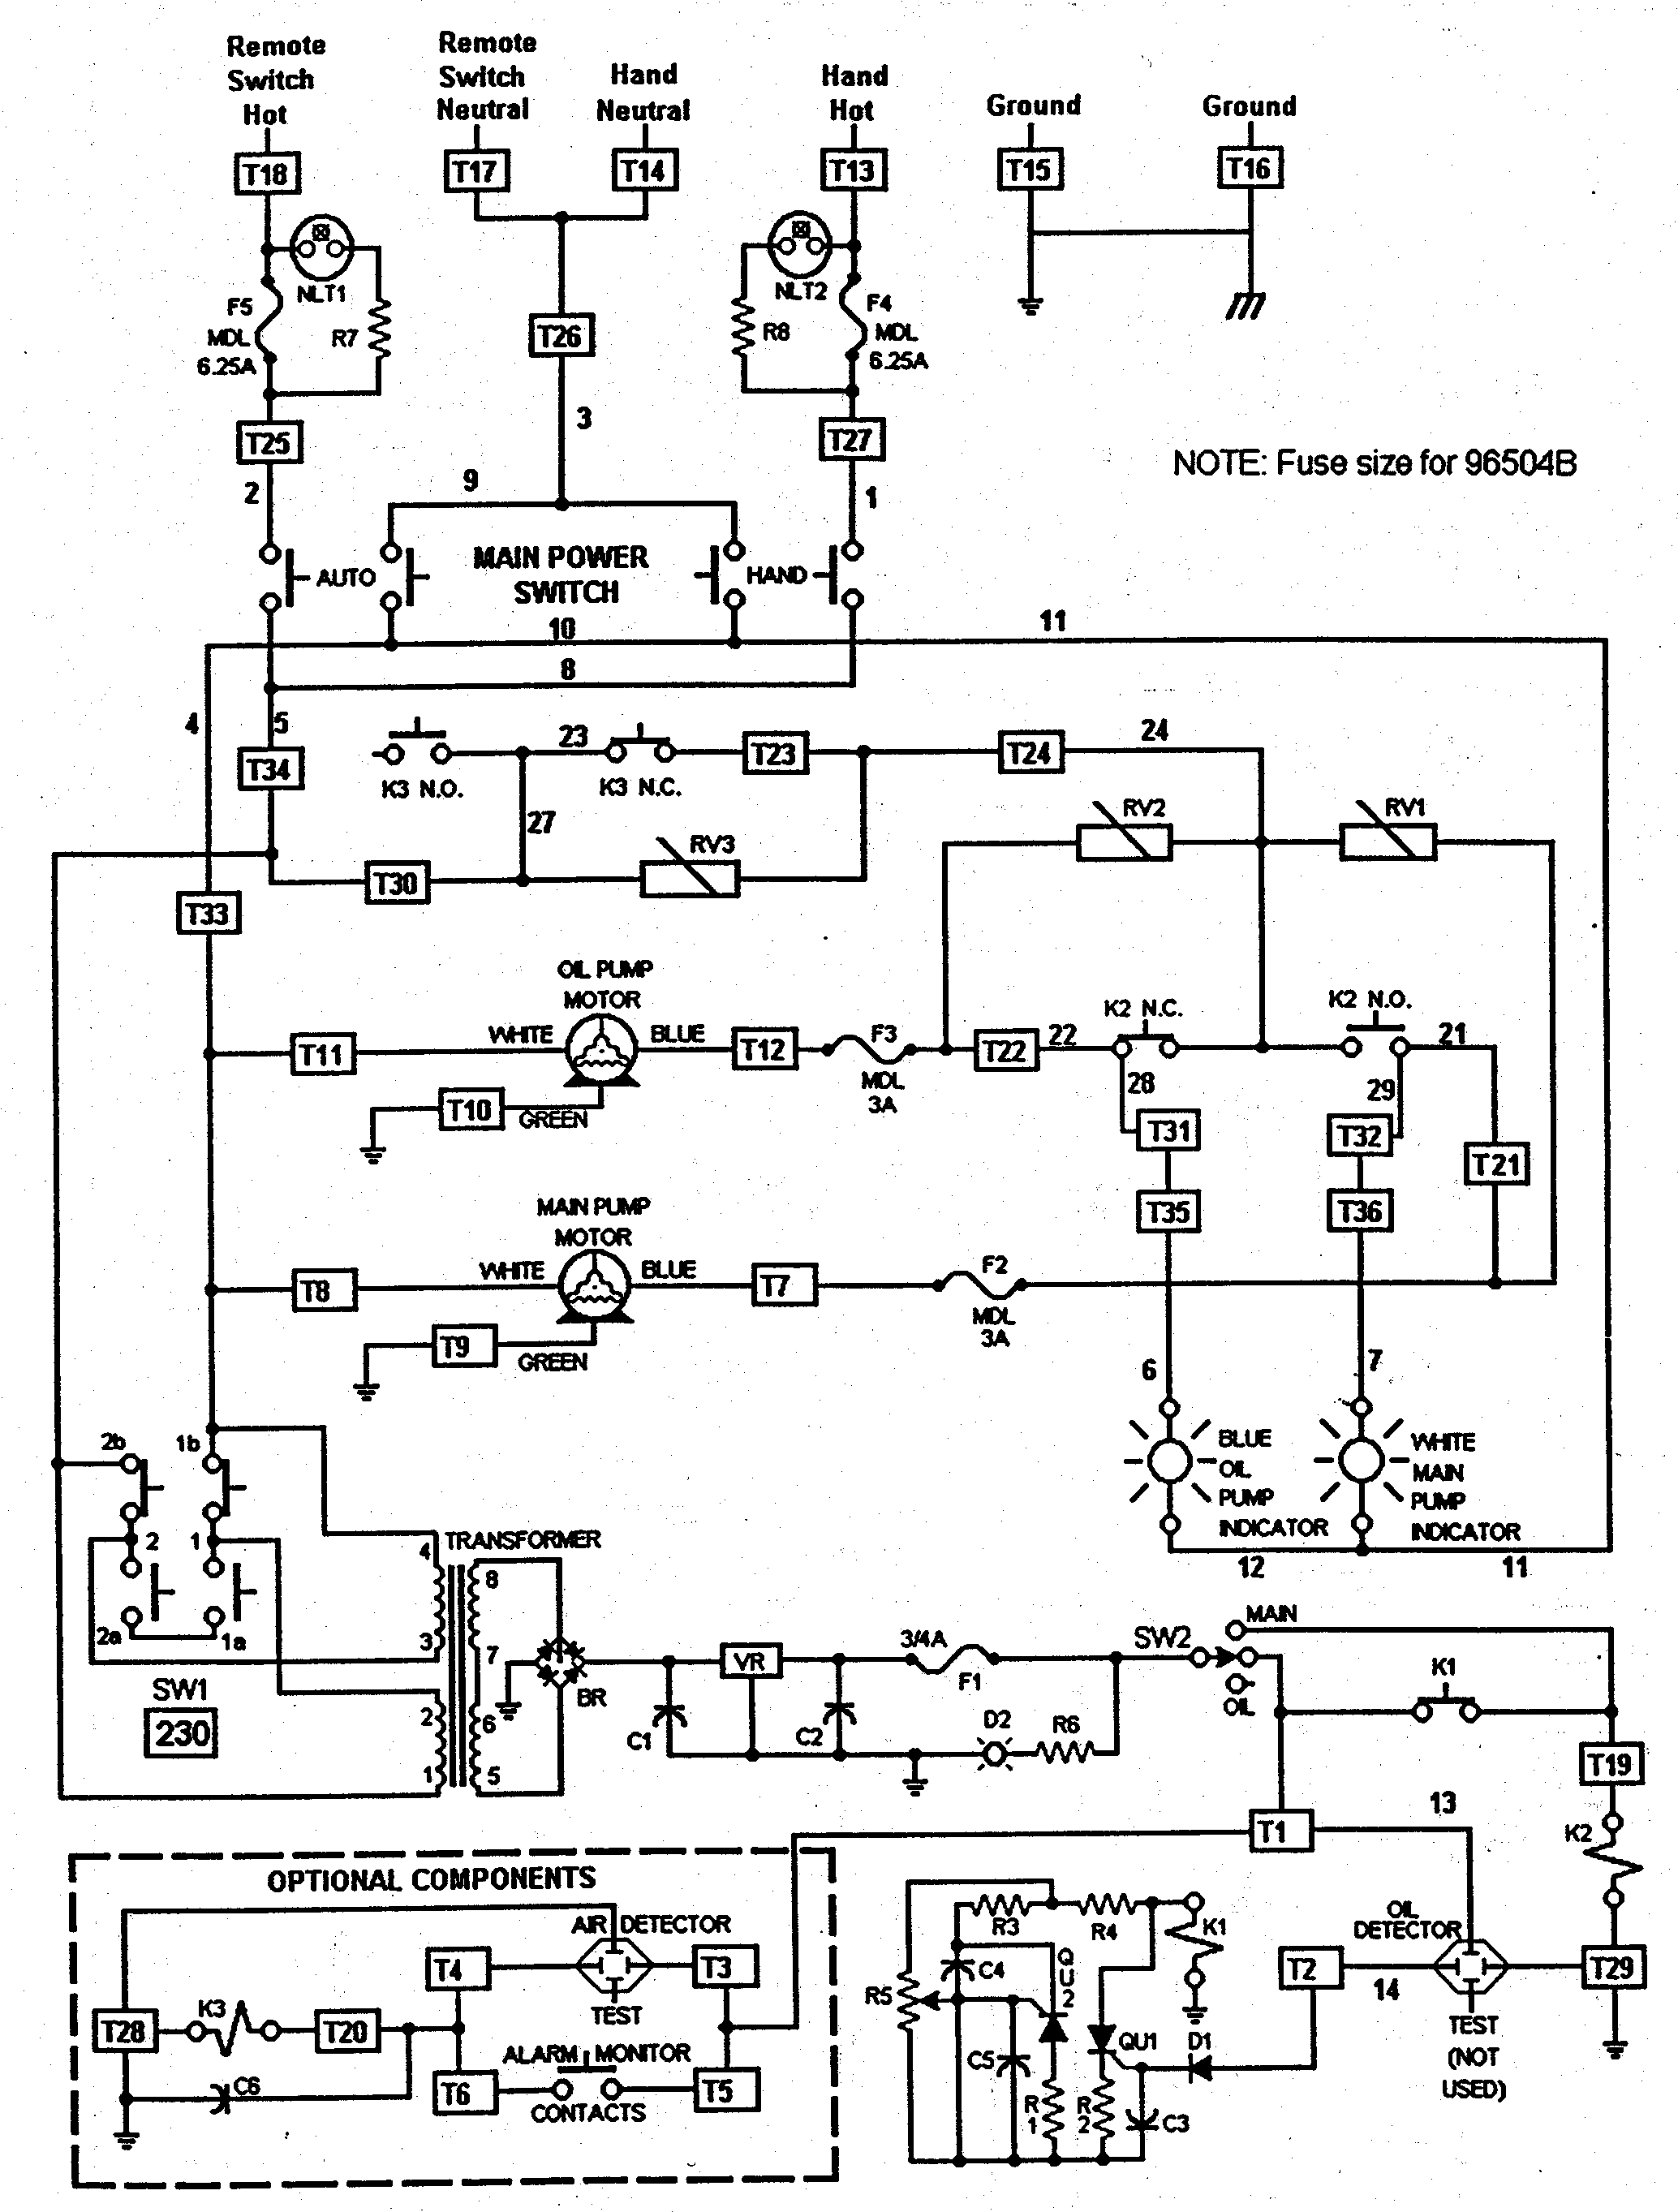 Remote
Switch
Hot
Remote
Switch
Neutral
Hand
Neutral
Hand
Hot
Ground
Ground
T18
T17
T14
T13
T15
T16
NLT1
F5
MDL
6.25A
R7
T26
NLT2
R8
F4
MDL
6.25A
3
T25
T27
NOTE: Fuse size for 96504B
2
9
1
AUTO
MAIN POWER
SWITCH
HAND
10
11
8
4
5
T34
K3 N.O.
23
K3 N.C.
T23
T24
24
27
RV3
RV2
RV1
T30
T33
OIL PUMP
MOTOR
T11
WHITE
BLUE
T12
F3
MDL
3A
T22
22
K2 N.C.
K2 N.O.
21
T10
GREEN
28
29
T31
T32
T21
T35
T36
MAIN PUMP
MOTOR
T8
WHITE
BLUE
T7
F2
MDL
3A
T9
GREEN
6
7
2b
1b
BLUE
OIL
PUMP
INDICATOR
WHITE
MAIN
PUMP
INDICATOR
12
11
2
1
2a
1a
TRANSFORMER
4
8
3
7
2
6
1
5
SW1
230
BR
C1
VR
C2
3/4A
F1
D2
R6
SW2
MAIN
OIL
K1
T19
T1
13
K2
OPTIONAL COMPONENTS
AIR DETECTOR
T4
T3
TEST
T28
K3
T20
ALARM MONITOR
CONTACTS
T6
T5
C6
R3
R4
K1
R5
C4
QU2
C5
R1
R2
QU1
D1
C3
OIL
DETECTOR
T2
14
T29
TEST
(NOT
USED)